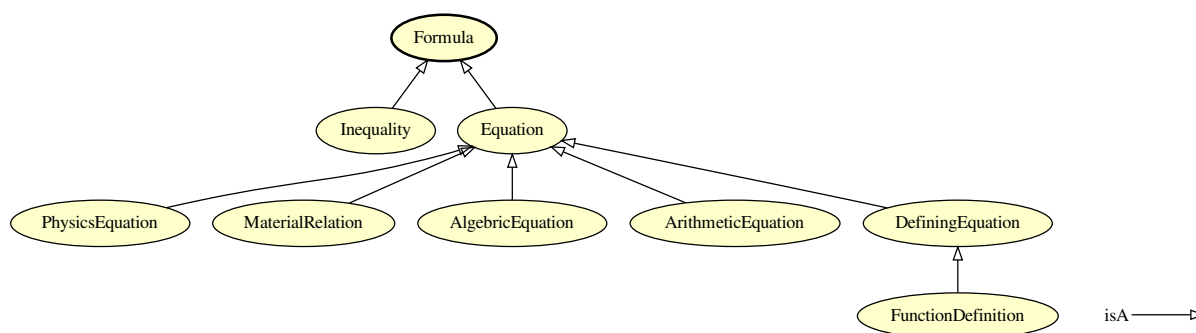 Formula
Inequality
Equation
PhysicsEquation
MaterialRelation
AlgebricEquation
ArithmeticEquation
DefiningEquation
FunctionDefinition
isA